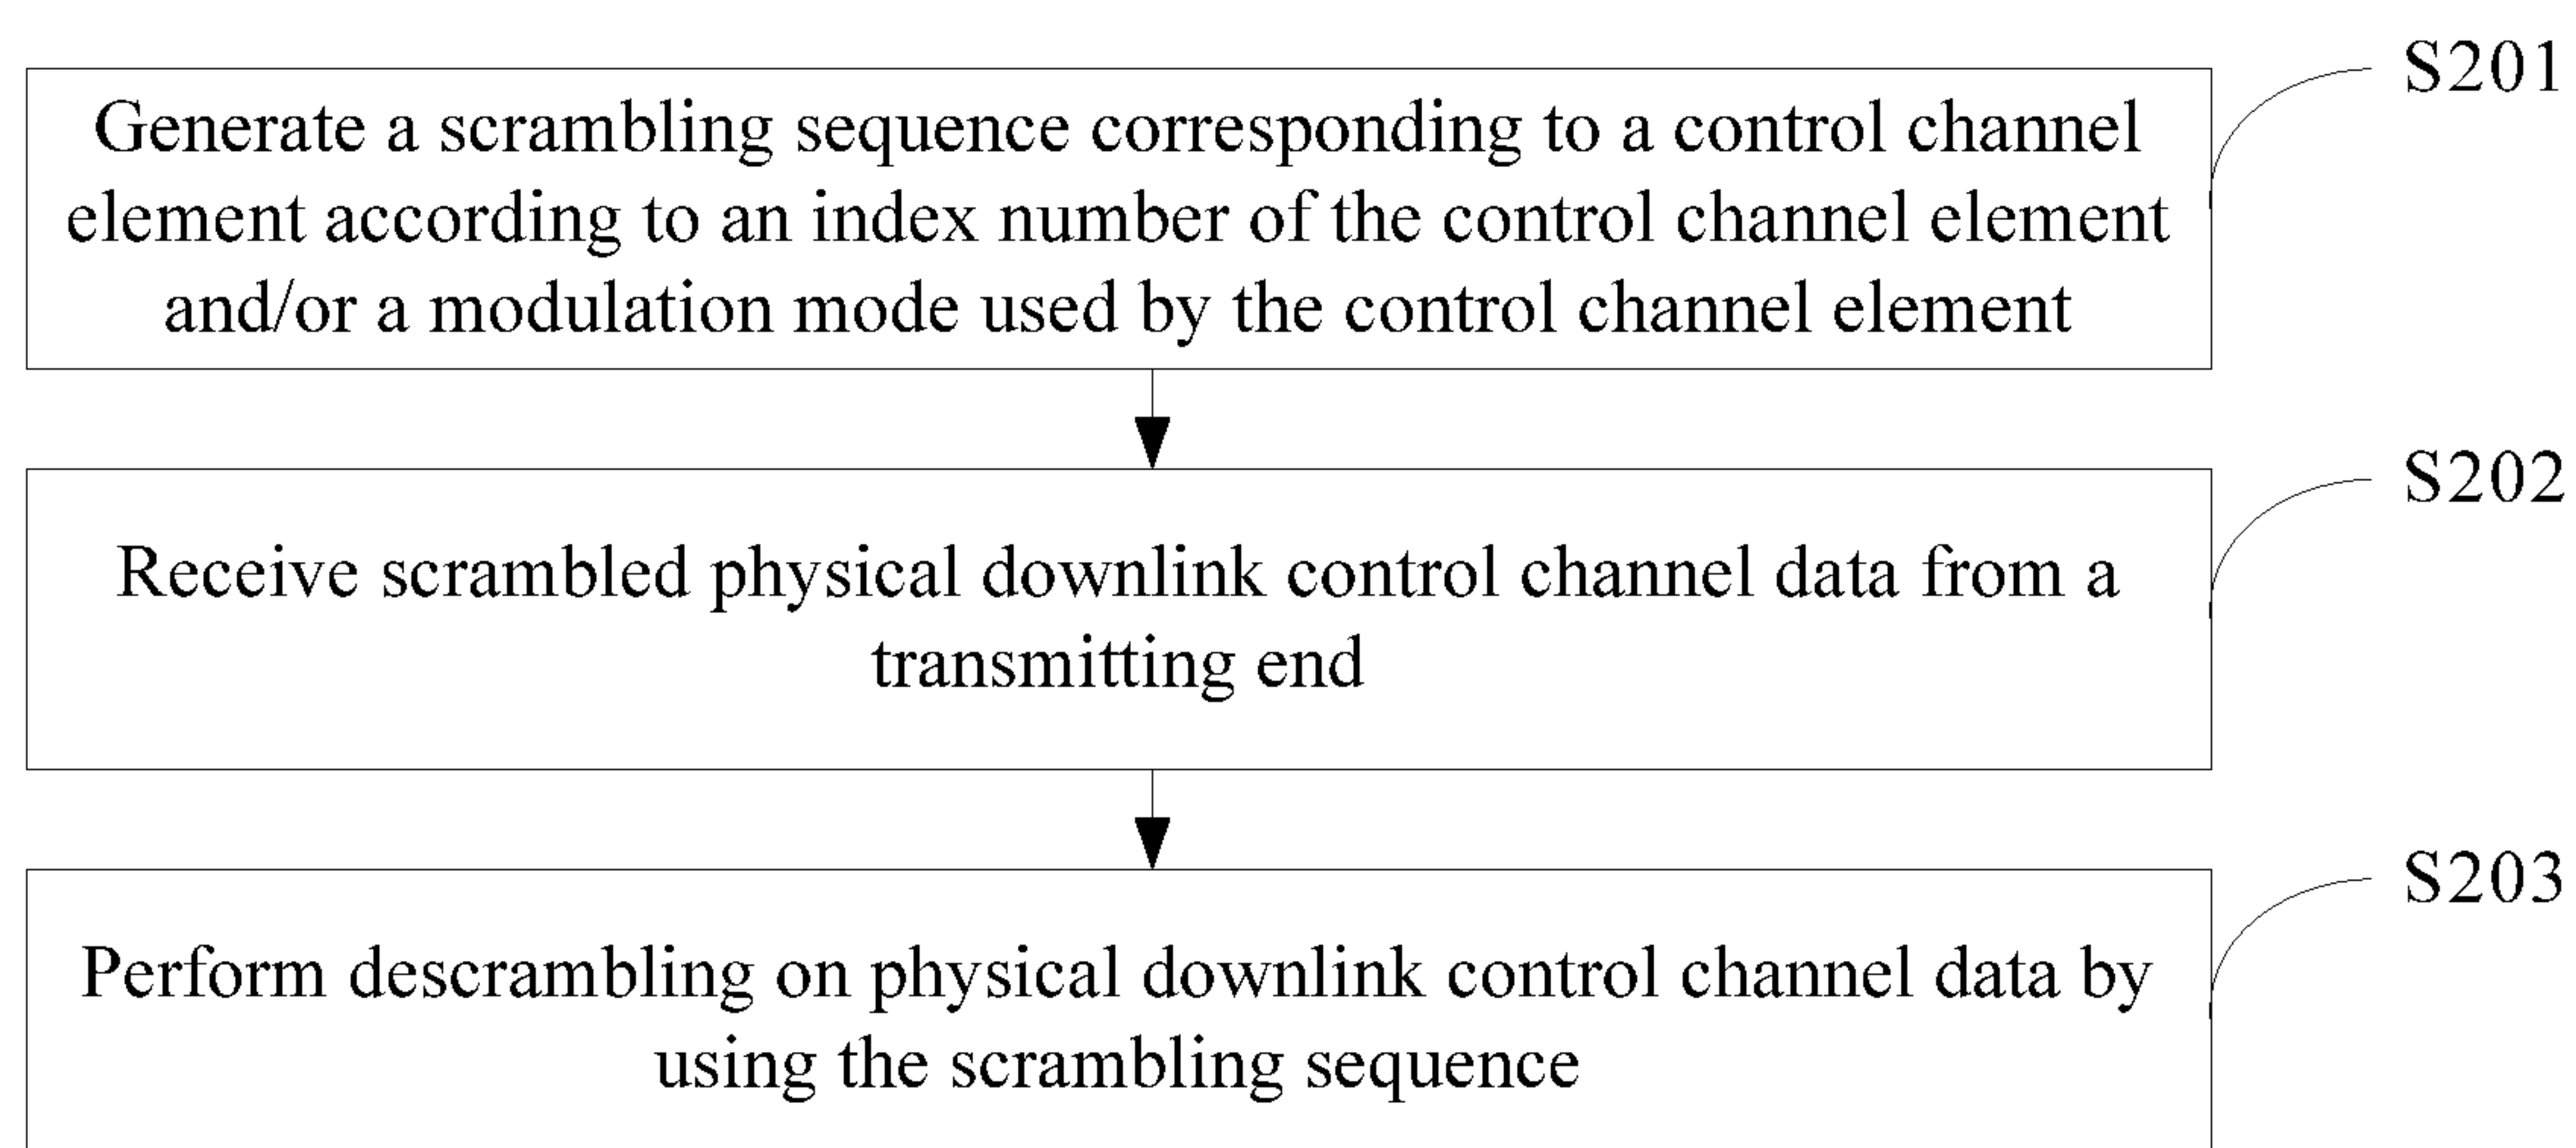 S201
Generate a scrambling sequence corresponding to a control channel
element according to an index number of the control channel element
and/or a modulation mode used by the control channel element
S202
Receive scrambled physical downlink control channel data from a
transmitting end
S203
Perform descrambling on physical downlink control channel data by
using the scrambling sequence